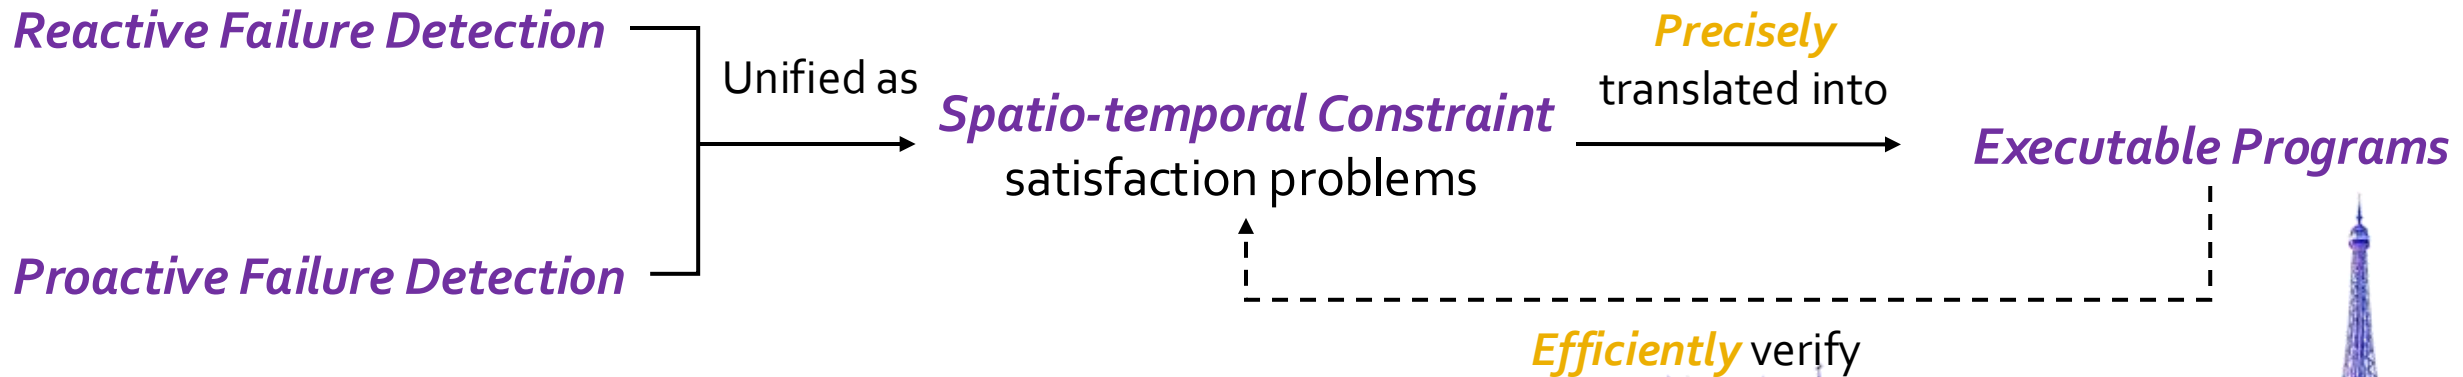 Reactive Failure Detection
Proactive Failure Detection
Unified as
Spatio-temporal Constraint
satisfaction problems
Precisely
translated into
Executable Programs
Efficiently verify